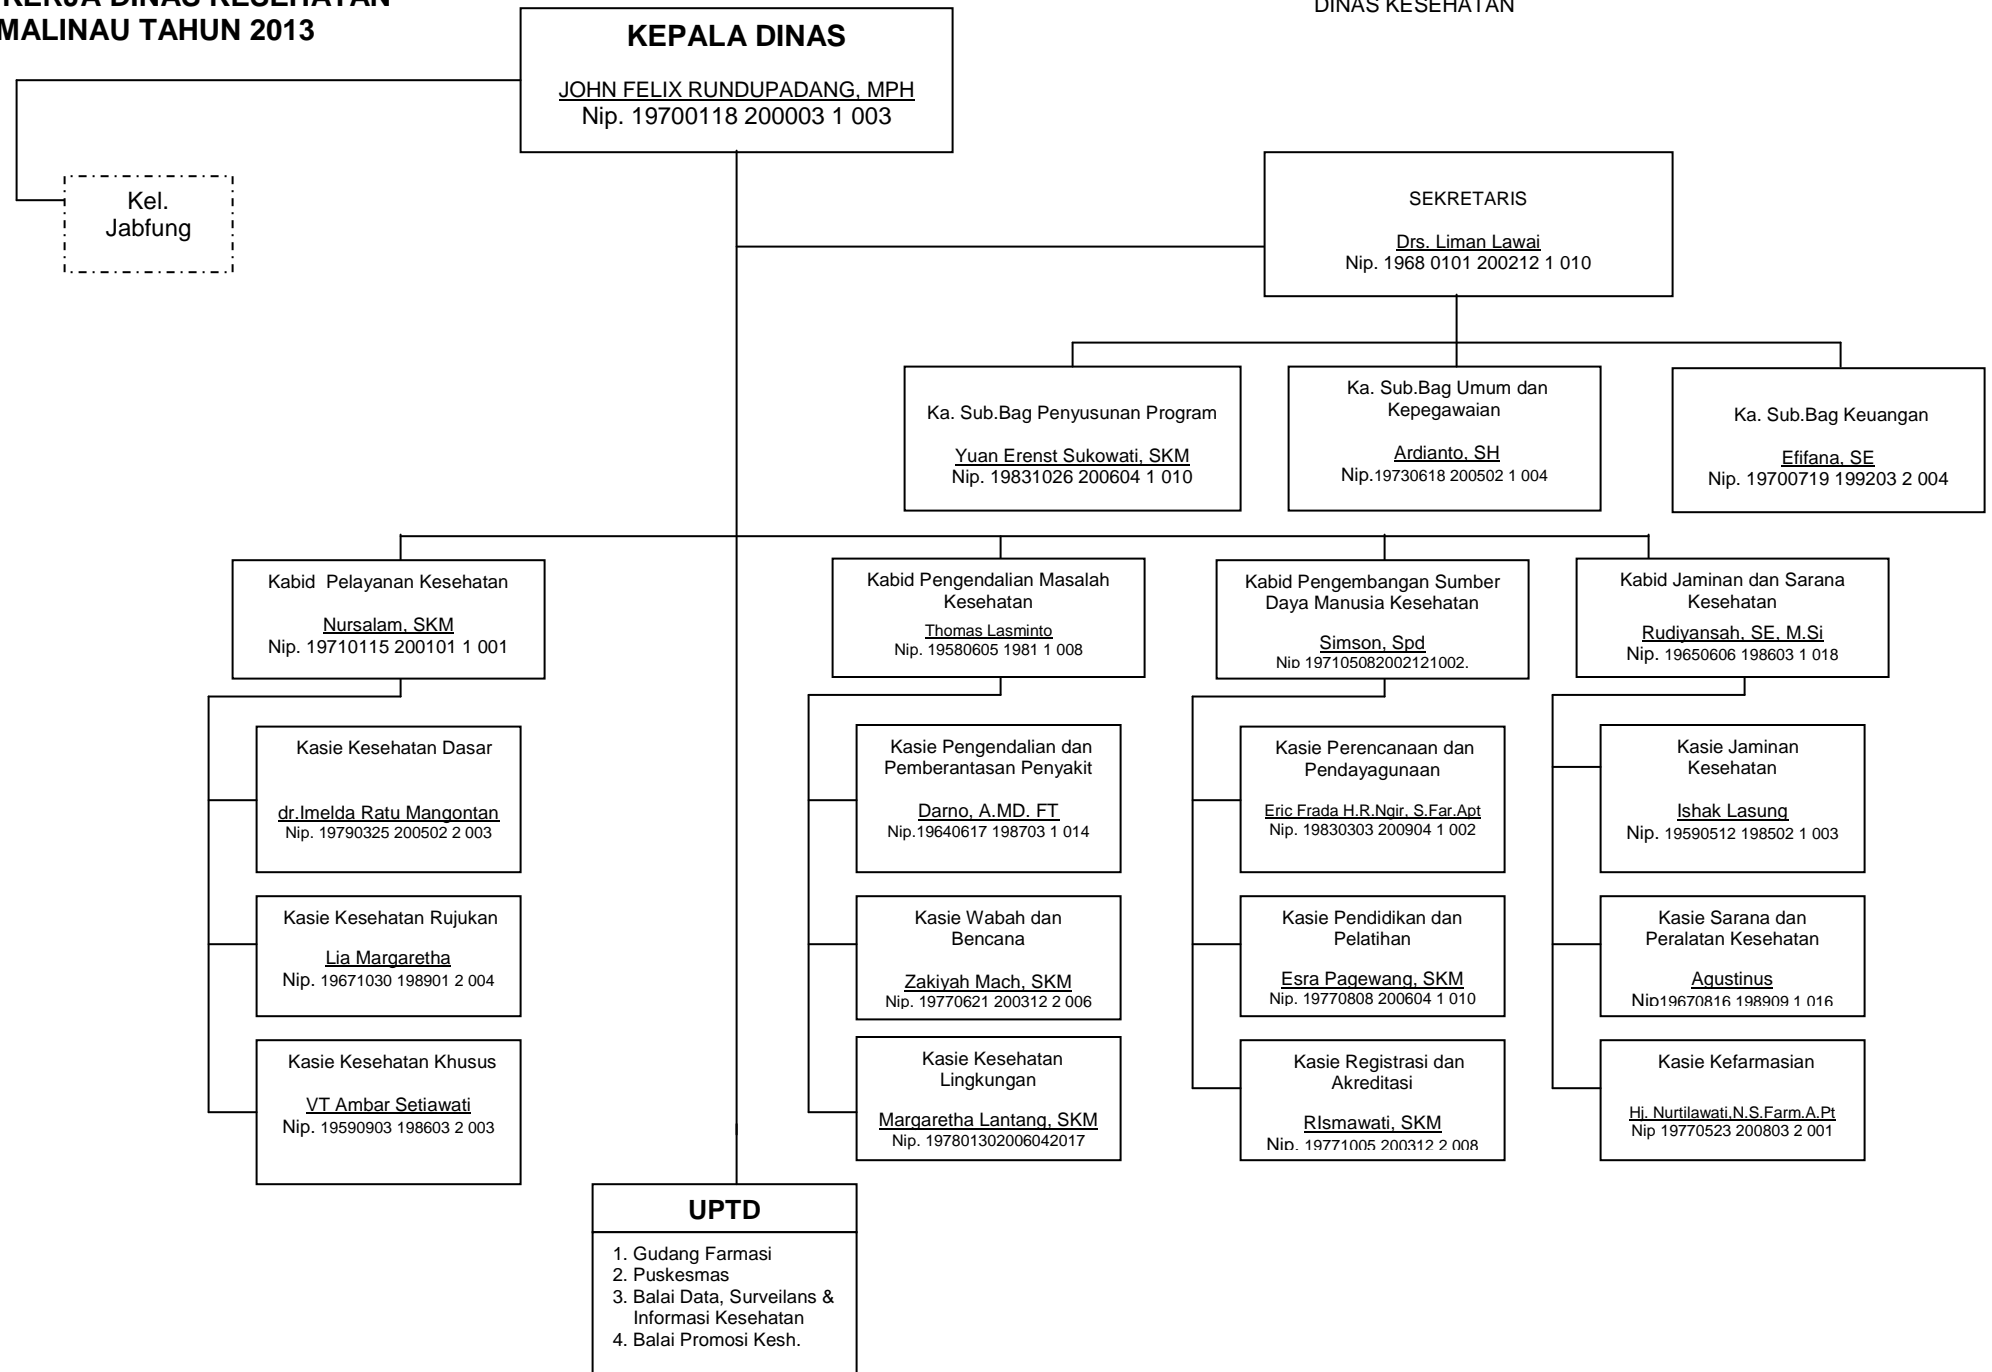 KERJA DINAS KESEHATAN
MALINAU TAHUN 2013
DINAS KESEHATAN
KEPALA DINAS
JOHN FELIX RUNDUPADANG, MPH
Nip. 19700118 200003 1 003
Kel.
Jabfung
SEKRETARIS
Drs. Liman Lawai
Nip. 1968 0101 200212 1 010
Ka. Sub.Bag Penyusunan Program
Yuan Erenst Sukowati, SKM
Nip. 19831026 200604 1 010
Ka. Sub.Bag Umum dan
Kepegawaian
Ardianto, SH
Nip.19730618 200502 1 004
Ka. Sub.Bag Keuangan
Efifana, SE
Nip. 19700719 199203 2 004
Kabid  Pelayanan Kesehatan
Nursalam, SKM
Nip. 19710115 200101 1 001
Kabid Pengendalian Masalah
Kesehatan
Thomas Lasminto
Nip. 19580605 1981 1 008
Kabid Pengembangan Sumber
Daya Manusia Kesehatan
Simson, Spd
Nip 197105082002121002.
Kabid Jaminan dan Sarana
Kesehatan
Rudiyansah, SE, M.Si
Nip. 19650606 198603 1 018
Kasie Kesehatan Dasar
dr.Imelda Ratu Mangontan
Nip. 19790325 200502 2 003
Kasie Kesehatan Rujukan
Lia Margaretha
Nip. 19671030 198901 2 004
Kasie Kesehatan Khusus
VT Ambar Setiawati
Nip. 19590903 198603 2 003
Kasie Pengendalian dan
Pemberantasan Penyakit
Darno, A.MD. FT
Nip.19640617 198703 1 014
Kasie Wabah dan
Bencana
Zakiyah Mach, SKM
Nip. 19770621 200312 2 006
Kasie Kesehatan
Lingkungan
Margaretha Lantang, SKM
Nip. 197801302006042017
Kasie Perencanaan dan
Pendayagunaan
Eric Frada H.R.Ngir, S.Far.Apt
Nip. 19830303 200904 1 002
Kasie Pendidikan dan
Pelatihan
Esra Pagewang, SKM
Nip. 19770808 200604 1 010
Kasie Registrasi dan
Akreditasi
RIsmawati, SKM
Nip. 19771005 200312 2 008
Kasie Jaminan
Kesehatan
Ishak Lasung
Nip. 19590512 198502 1 003
Kasie Sarana dan
Peralatan Kesehatan
Agustinus
Nip19670816 198909 1 016
Kasie Kefarmasian
Hj. Nurtilawati,N.S.Farm.A.Pt
Nip 19770523 200803 2 001
UPTD
1. Gudang Farmasi
2. Puskesmas
3. Balai Data, Surveilans &
Informasi Kesehatan
4. Balai Promosi Kesh.